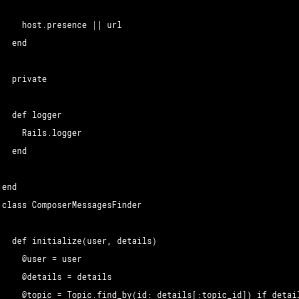 host.presence || url
end
private
def logger
Rails.logger
end
end
class ComposerMessagesFinder
def initialize(user, details)
@user = user
@details = details
@topic = Topic.find_by(id: details[:topic_id]) if